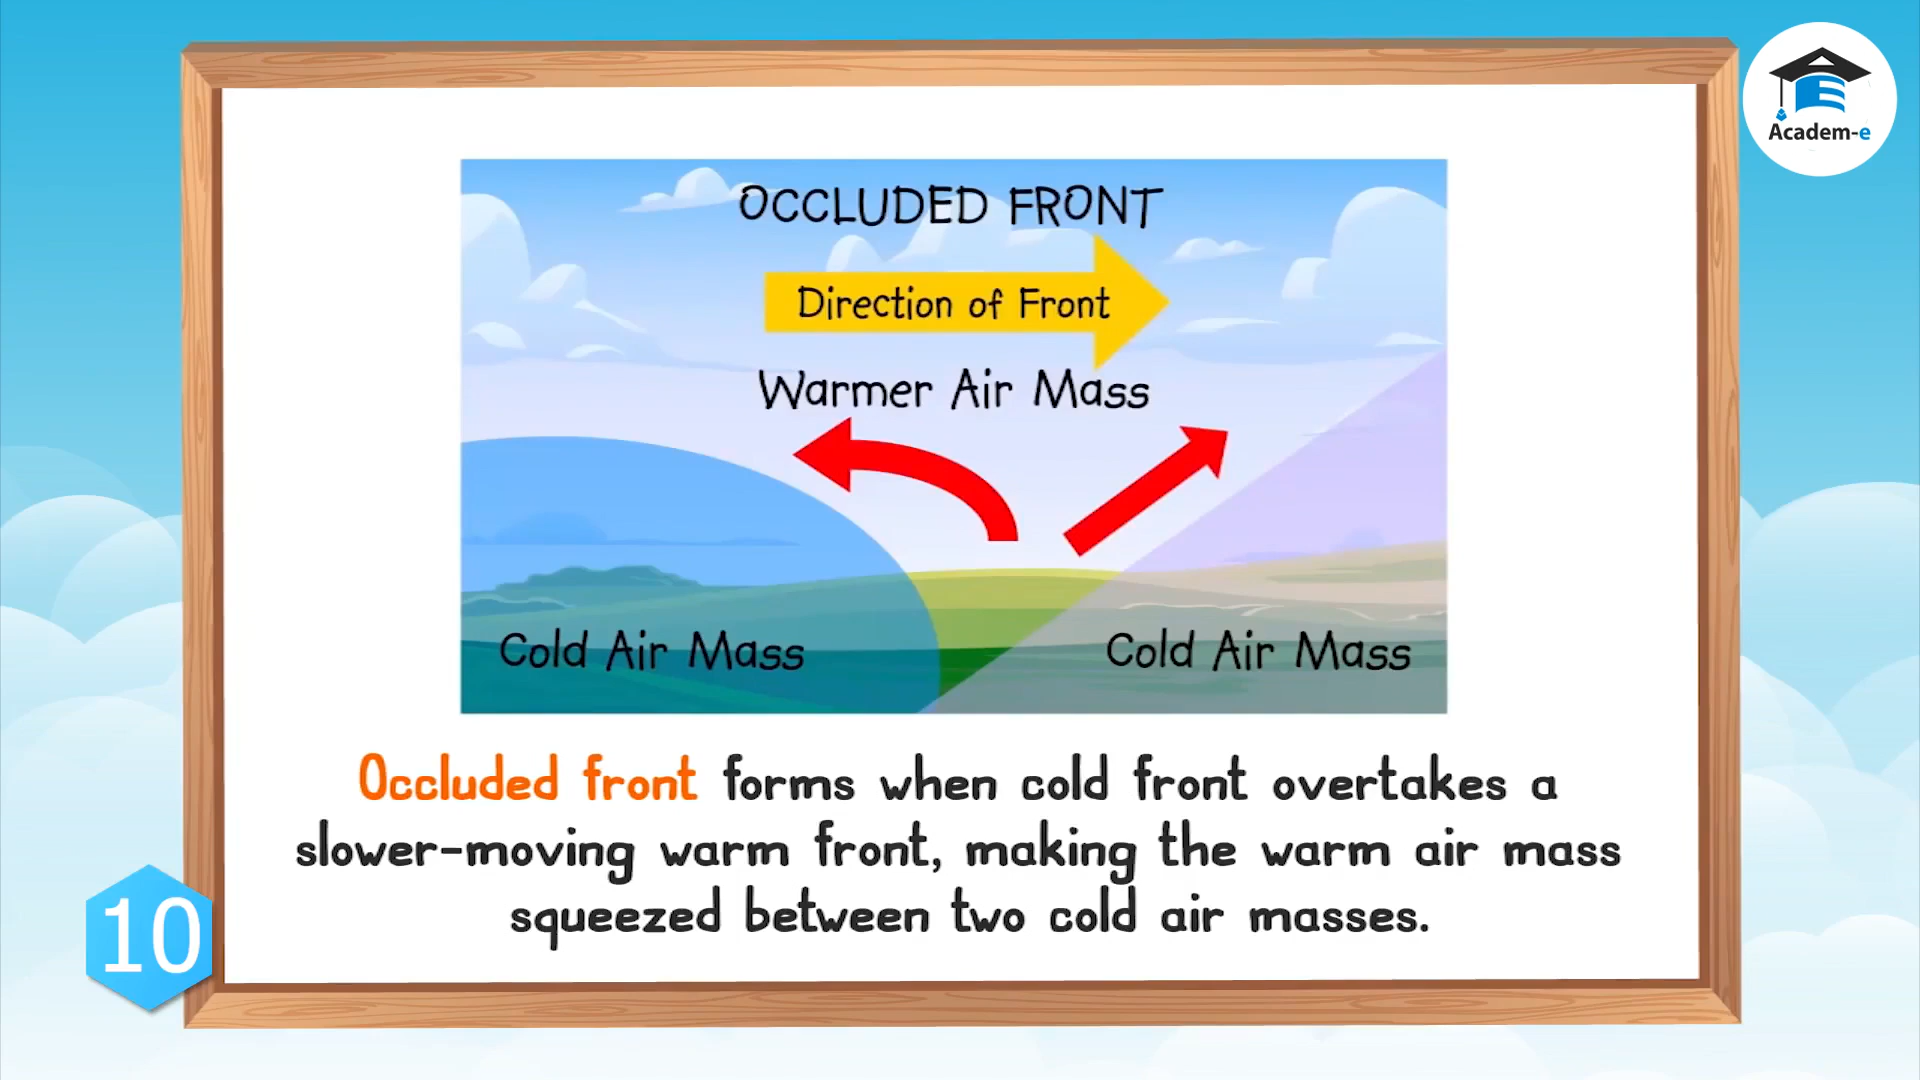 Academ-e
OCCLUDED FRONT
Direction of Front
Warmer Air Mass
Cold Air Mass
Cold Air Mass
Occluded front forms when cold front overtakes a
slower-moving warm front, making the warm air mass
squeezed between two cold air masses.
10